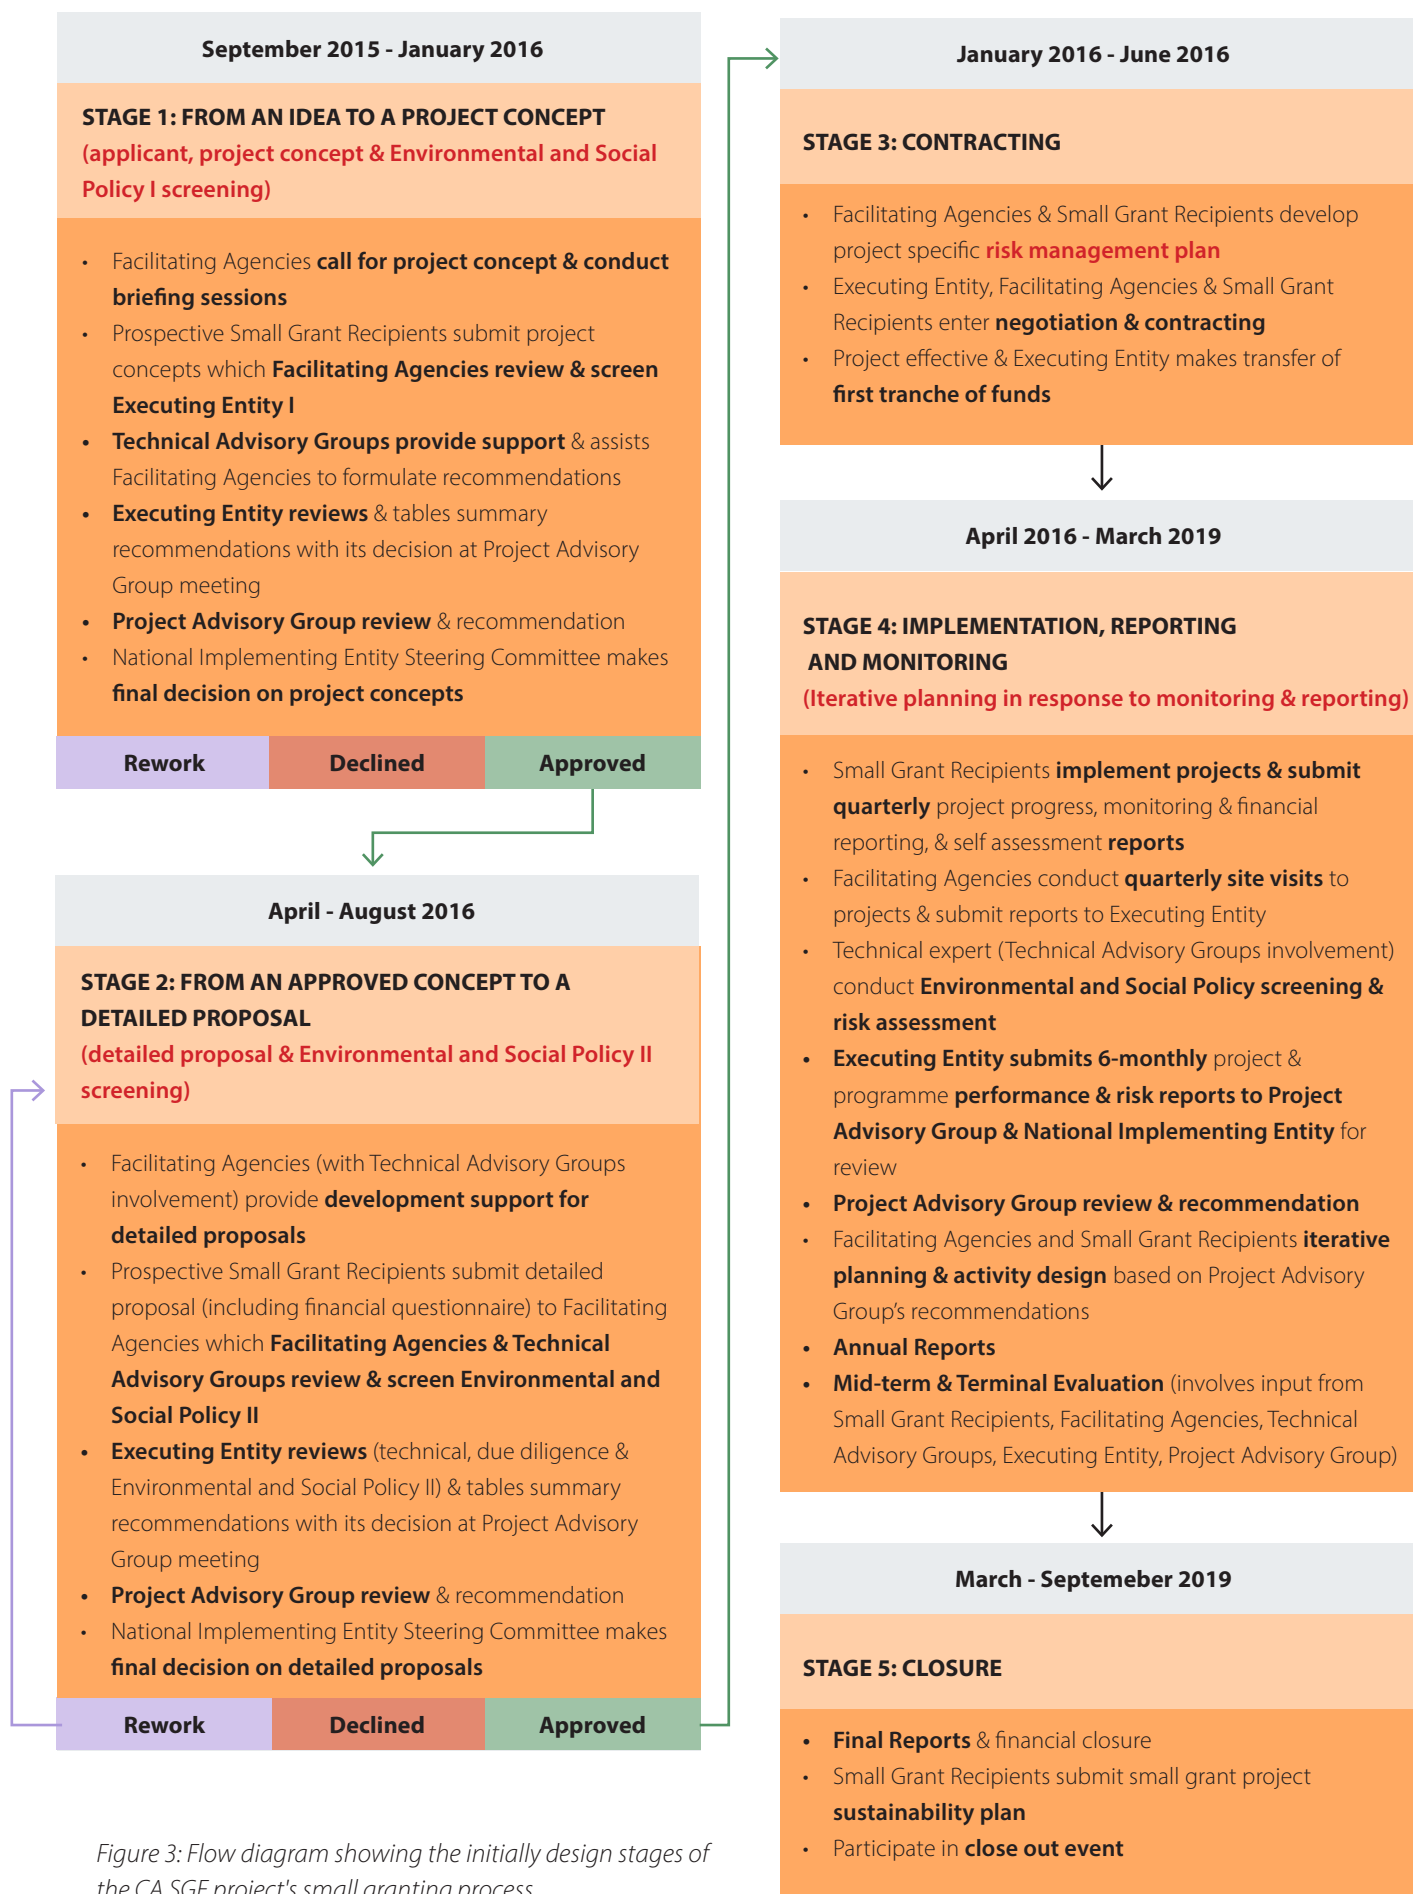 September 2015 - January 2016
STAGE 1: FROM AN IDEA TO A PROJECT CONCEPT
(applicant, project concept & Environmental and Social
Policy I screening)
• Facilitating Agencies call for project concept & conduct
briefing sessions
• Prospective Small Grant Recipients submit project
concepts which Facilitating Agencies review & screen
Executing Entity I
• Technical Advisory Groups provide support & assists
Facilitating Agencies to formulate recommendations
• Executing Entity reviews & tables summary
recommendations with its decision at Project Advisory
Group meeting
• Project Advisory Group review & recommendation
• National Implementing Entity Steering Committee makes
final decision on project concepts
Rework Declined Approved
April - August 2016
STAGE 2: FROM AN APPROVED CONCEPT TO A
DETAILED PROPOSAL
(detailed proposal & Environmental and Social Policy II
screening)
• Facilitating Agencies (with Technical Advisory Groups
involvement) provide development support for
detailed proposals
• Prospective Small Grant Recipients submit detailed
proposal (including financial questionnaire) to Facilitating
Agencies which Facilitating Agencies & Technical
Advisory Groups review & screen Environmental and
Social Policy II
• Executing Entity reviews (technical, due diligence &
Environmental and Social Policy II) & tables summary
recommendations with its decision at Project Advisory
Group meeting
• Project Advisory Group review & recommendation
• National Implementing Entity Steering Committee makes
final decision on detailed proposals
Rework Declined Approved
Figure 3: Flow diagram showing the initially design stages of
the CA SGF project's small granting process
January 2016 - June 2016
STAGE 3: CONTRACTING
• Facilitating Agencies & Small Grant Recipients develop
project specific risk management plan
• Executing Entity, Facilitating Agencies & Small Grant
Recipients enter negotiation & contracting
• Project effective & Executing Entity makes transfer of
first tranche of funds
April 2016 - March 2019
STAGE 4: IMPLEMENTATION, REPORTING
AND MONITORING
(Iterative planning in response to monitoring & reporting)
• Small Grant Recipients implement projects & submit
quarterly project progress, monitoring & financial
reporting, & self assessment reports
• Facilitating Agencies conduct quarterly site visits to
projects & submit reports to Executing Entity
• Technical expert (Technical Advisory Groups involvement)
conduct Environmental and Social Policy screening &
risk assessment
• Executing Entity submits 6-monthly project &
programme performance & risk reports to Project
Advisory Group & National Implementing Entity for
review
• Project Advisory Group review & recommendation
• Facilitating Agencies and Small Grant Recipients iterative
planning & activity design based on Project Advisory
Group's recommendations
• Annual Reports
• Mid-term & Terminal Evaluation (involves input from
Small Grant Recipients, Facilitating Agencies, Technical
Advisory Groups, Executing Entity, Project Advisory Group)
March - Septemeber 2019
STAGE 5: CLOSURE
• Final Reports & financial closure
• Small Grant Recipients submit small grant project
sustainability plan
• Participate in close out event